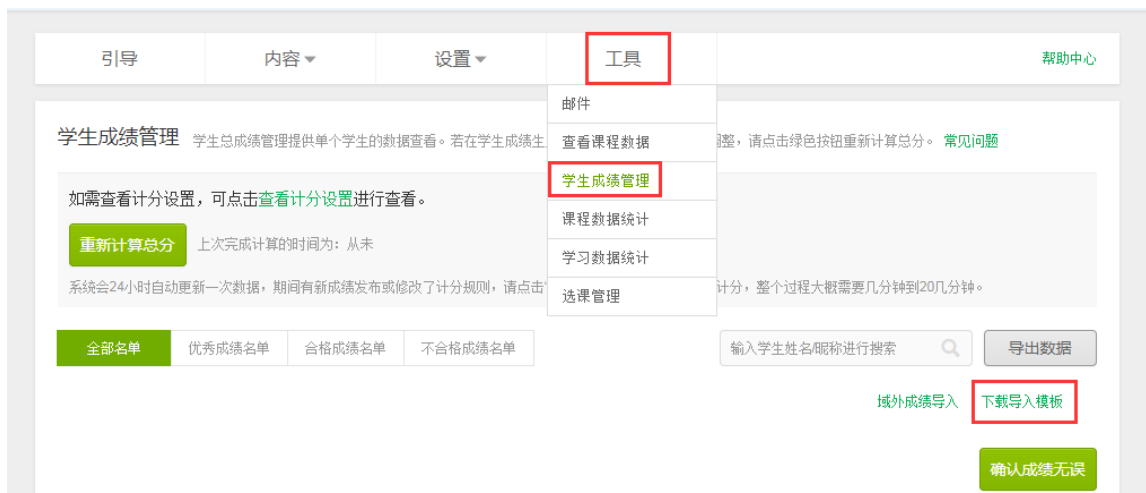 引导 内容 设置 工具 帮助中心
邮件
查看课程数据
学生成绩管理
课程数据统计
学习数据统计
选课管理
学生成绩管理 学生总成绩管理提供单个学生的数据查看。若在学生成绩生 调整，请点击绿色按钮重新计算总分。 常见问题
如需查看计分设置，可点击查看计分设置进行查看。
重新计算总分 上次完成计算的时间为：从未
系统会24小时自动更新一次数据，期间有新成绩发布或修改了计分规则，请点击 计分，整个过程大概需要几分钟到20几分钟。
全部名单 优秀成绩名单 合格成绩名单 不合格成绩名单 输入学生姓名/昵称进行搜索 导出数据
域外成绩导入 下载导入模板
确认成绩无误